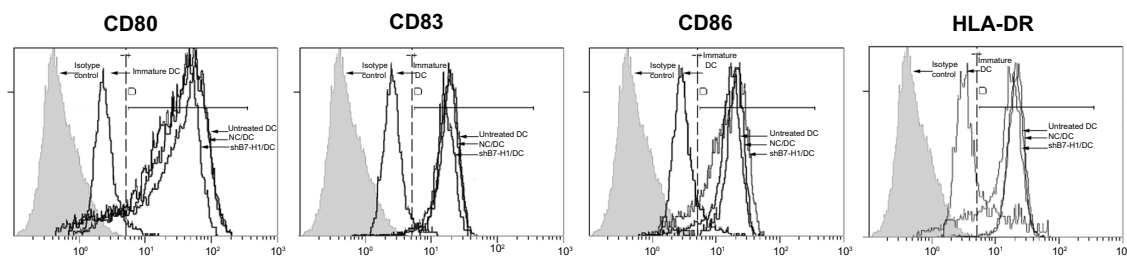 CD80
Isotype
control
Immature DC
Untreated DC
NC/DC
shB7-H1/DC
10⁰
10¹
10²
10³
CD83
Isotype
control
Immature
DC
Untreated DC
NC/DC
shB7-H1/DC
10⁰
10¹
10²
10³
CD86
Isotype
control
Immature
DC
Untreated DC
NC/DC
shB7-H1/DC
10⁰
10¹
10²
10³
HLA-DR
Isotype
control
Immature
DC
Untreated DC
NC/DC
shB7-H1/DC
10⁰
10¹
10²